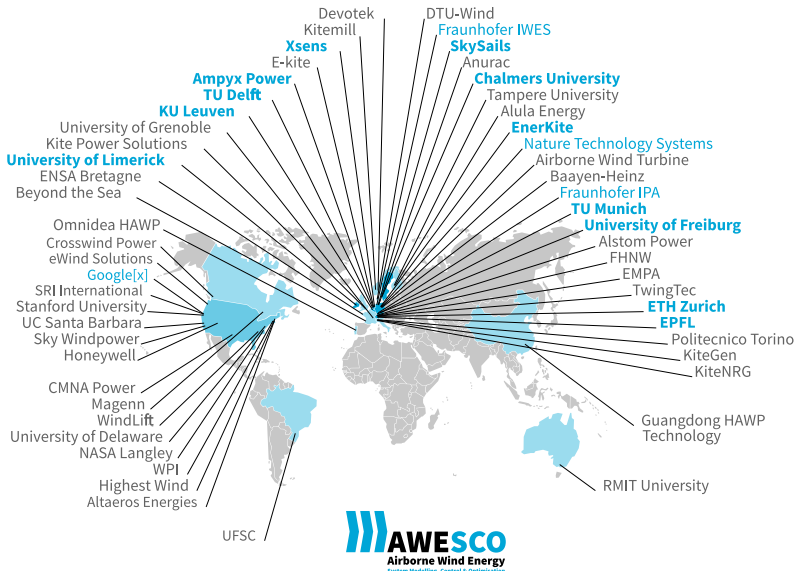 Devotek
Kitemill
Xsens
E-kite
Ampyx Power
TU Delft
KU Leuven
University of Grenoble
Kite Power Solutions
University of Limerick
ENSA Bretagne
Beyond the Sea
Omnidea HAWP
Crosswind Power
eWind Solutions
Google[x]
SRI International
Stanford University
UC Santa Barbara
Sky Windpower
Honeywell
CMNA Power
Magenn
WindLift
University of Delaware
NASA Langley
WPI
Highest Wind
Altaeros Energies
UFSC
DTU-Wind
Fraunhofer IWES
SkySails
Anurac
Chalmers University
Tampere University
Alula Energy
EnerKite
Nature Technology Systems
Airborne Wind Turbine
Baayen-Heinz
Fraunhofer IPA
TU Munich
University of Freiburg
Alstom Power
FHNW
EMPA
TwingTec
ETH Zurich
EPFL
Politecnico Torino
KiteGen
KiteNRG
Guangdong HAWP
Technology
RMIT University
AWESCO
Airborne Wind Energy
System Modelling, Control & Optimisation